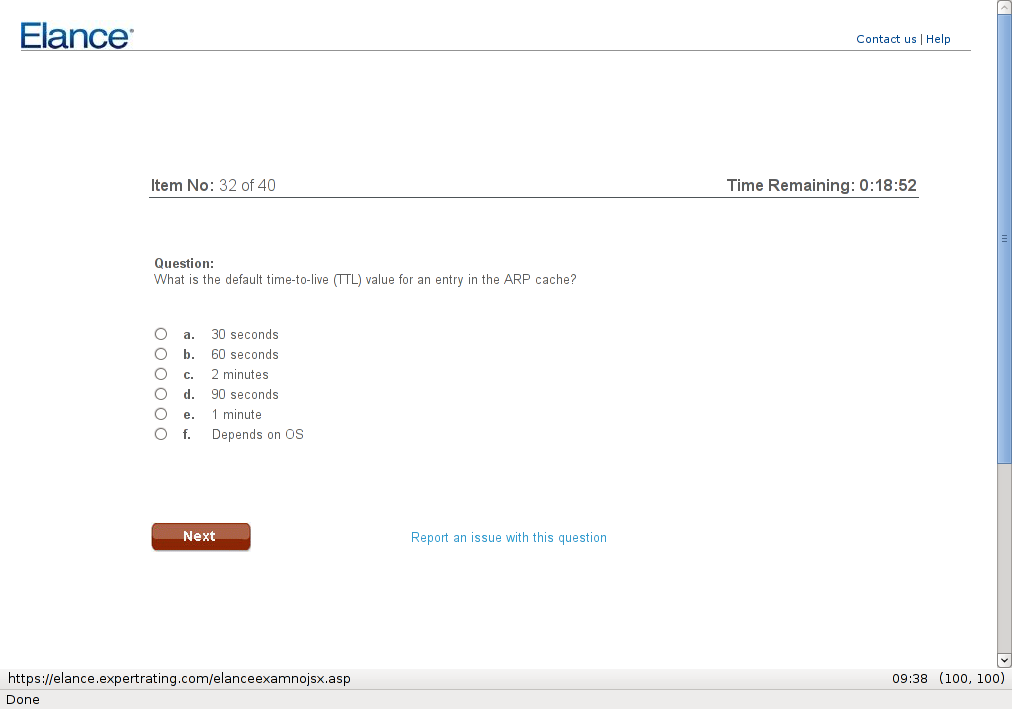 Elance®
Contact us | Help
Item No: 32 of 40
Time Remaining: 0:18:52
Question:
What is the default time-to-live (TTL) value for an entry in the ARP cache?
a. 30 seconds
b. 60 seconds
c. 2 minutes
d. 90 seconds
e. 1 minute
f. Depends on OS
Next
Report an issue with this question
https://elance.expertrating.com/elanceexamnojsx.asp
09:38 (100, 100)
Done